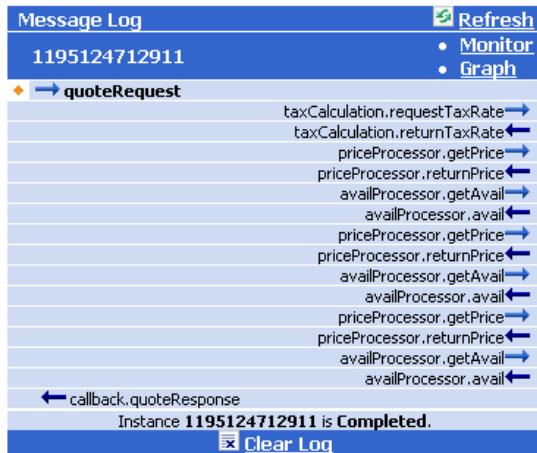 Message Log
Refresh
1195124712911
Monitor
Graph
quoteRequest
taxCalculation.requestTaxRate
taxCalculation.returnTaxRate
priceProcessor.getPrice
priceProcessor.returnPrice
availProcessor.getAvail
availProcessor.avail
priceProcessor.getPrice
priceProcessor.returnPrice
availProcessor.getAvail
availProcessor.avail
priceProcessor.getPrice
priceProcessor.returnPrice
availProcessor.getAvail
availProcessor.avail
callback.quoteResponse
Instance 1195124712911 is Completed.
Clear Log